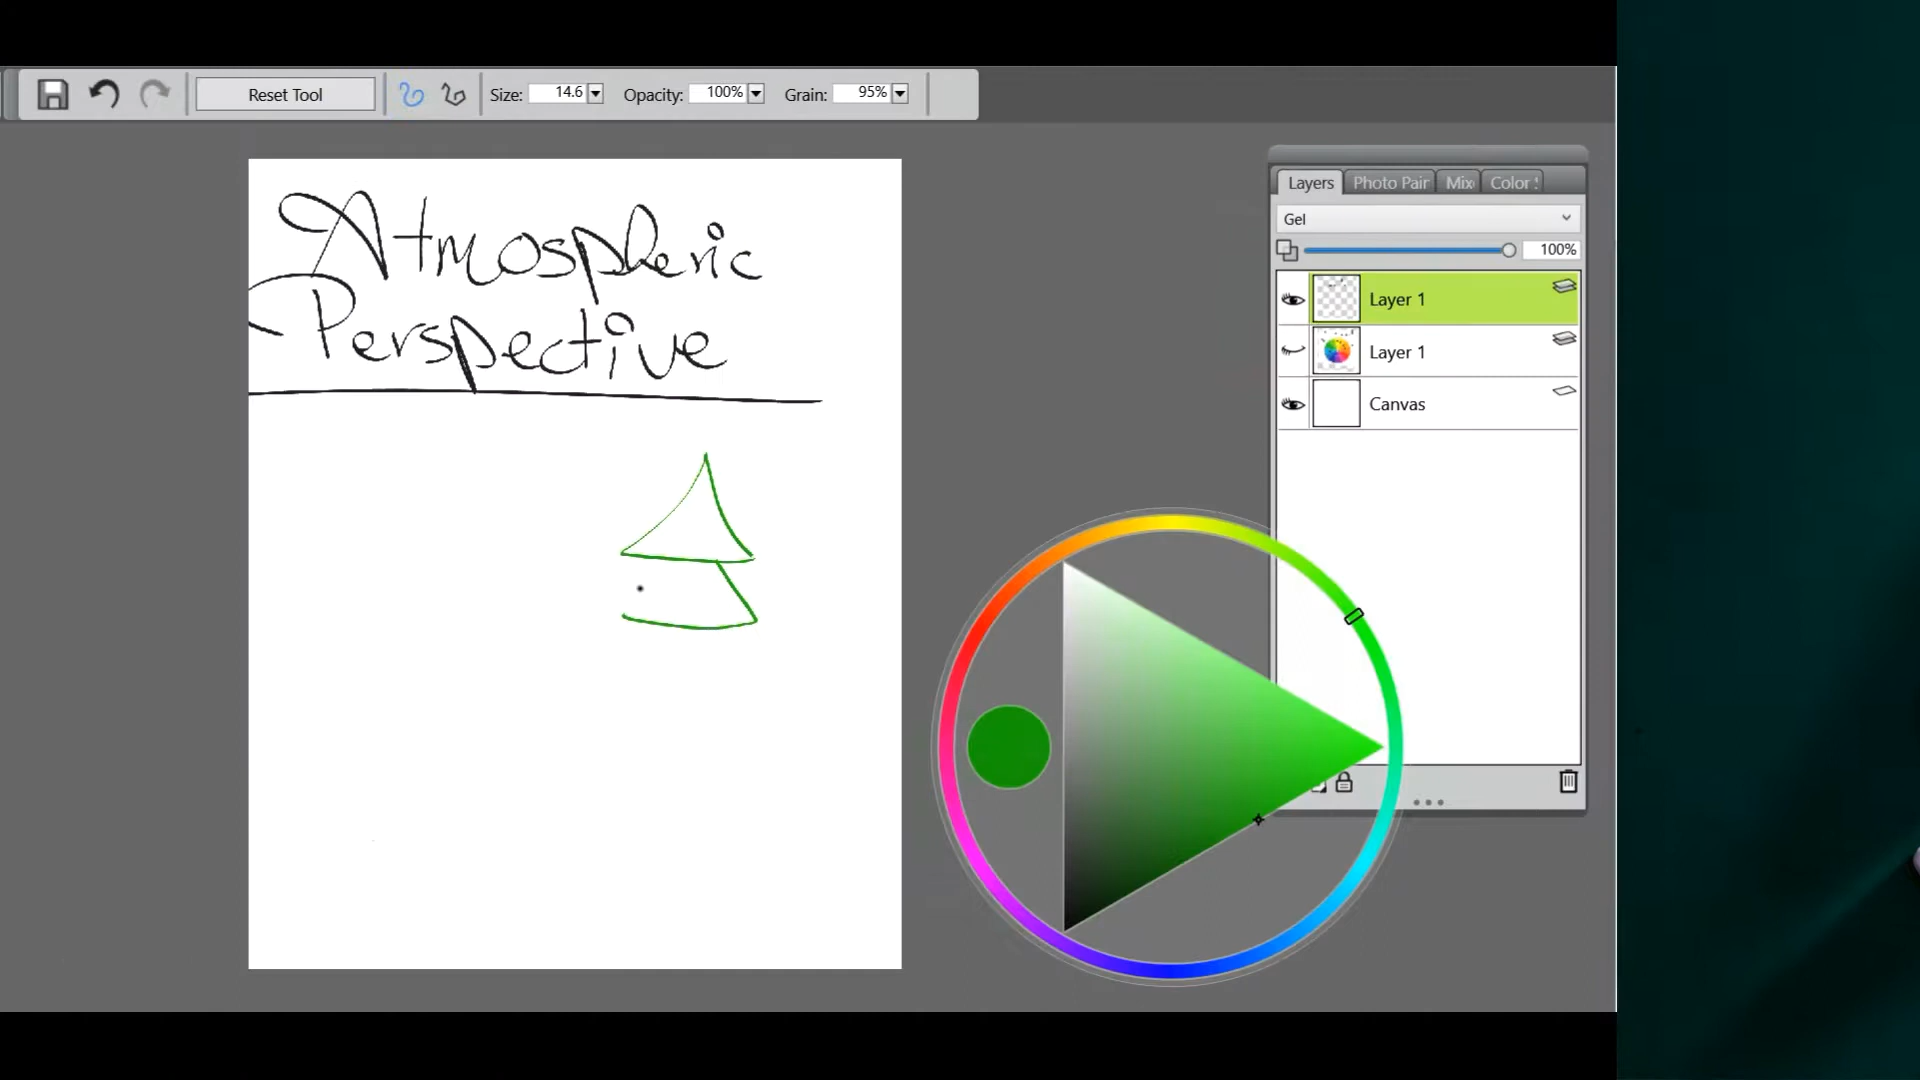 Reset Tool Size: 14.6 Opacity: 100% Grain: 95%
Atmospheric
Perspective
Layers Photo Pair Mix Color
Gel
100%
Layer 1
Layer 1
Canvas